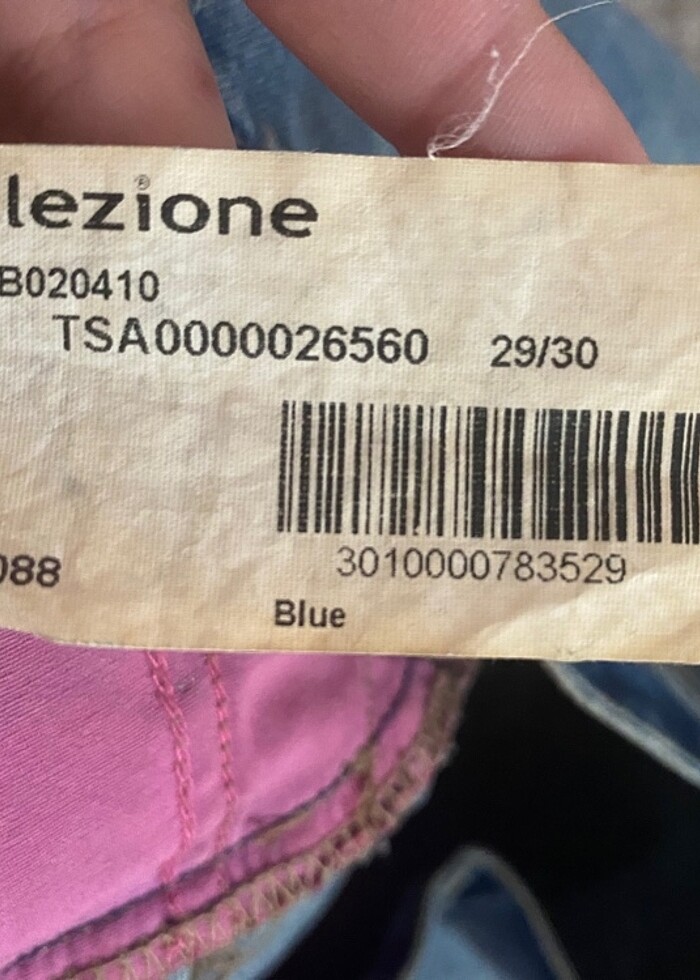 lezione®
B020410
TSA0000026560 29/30
3010000783529
088
Blue